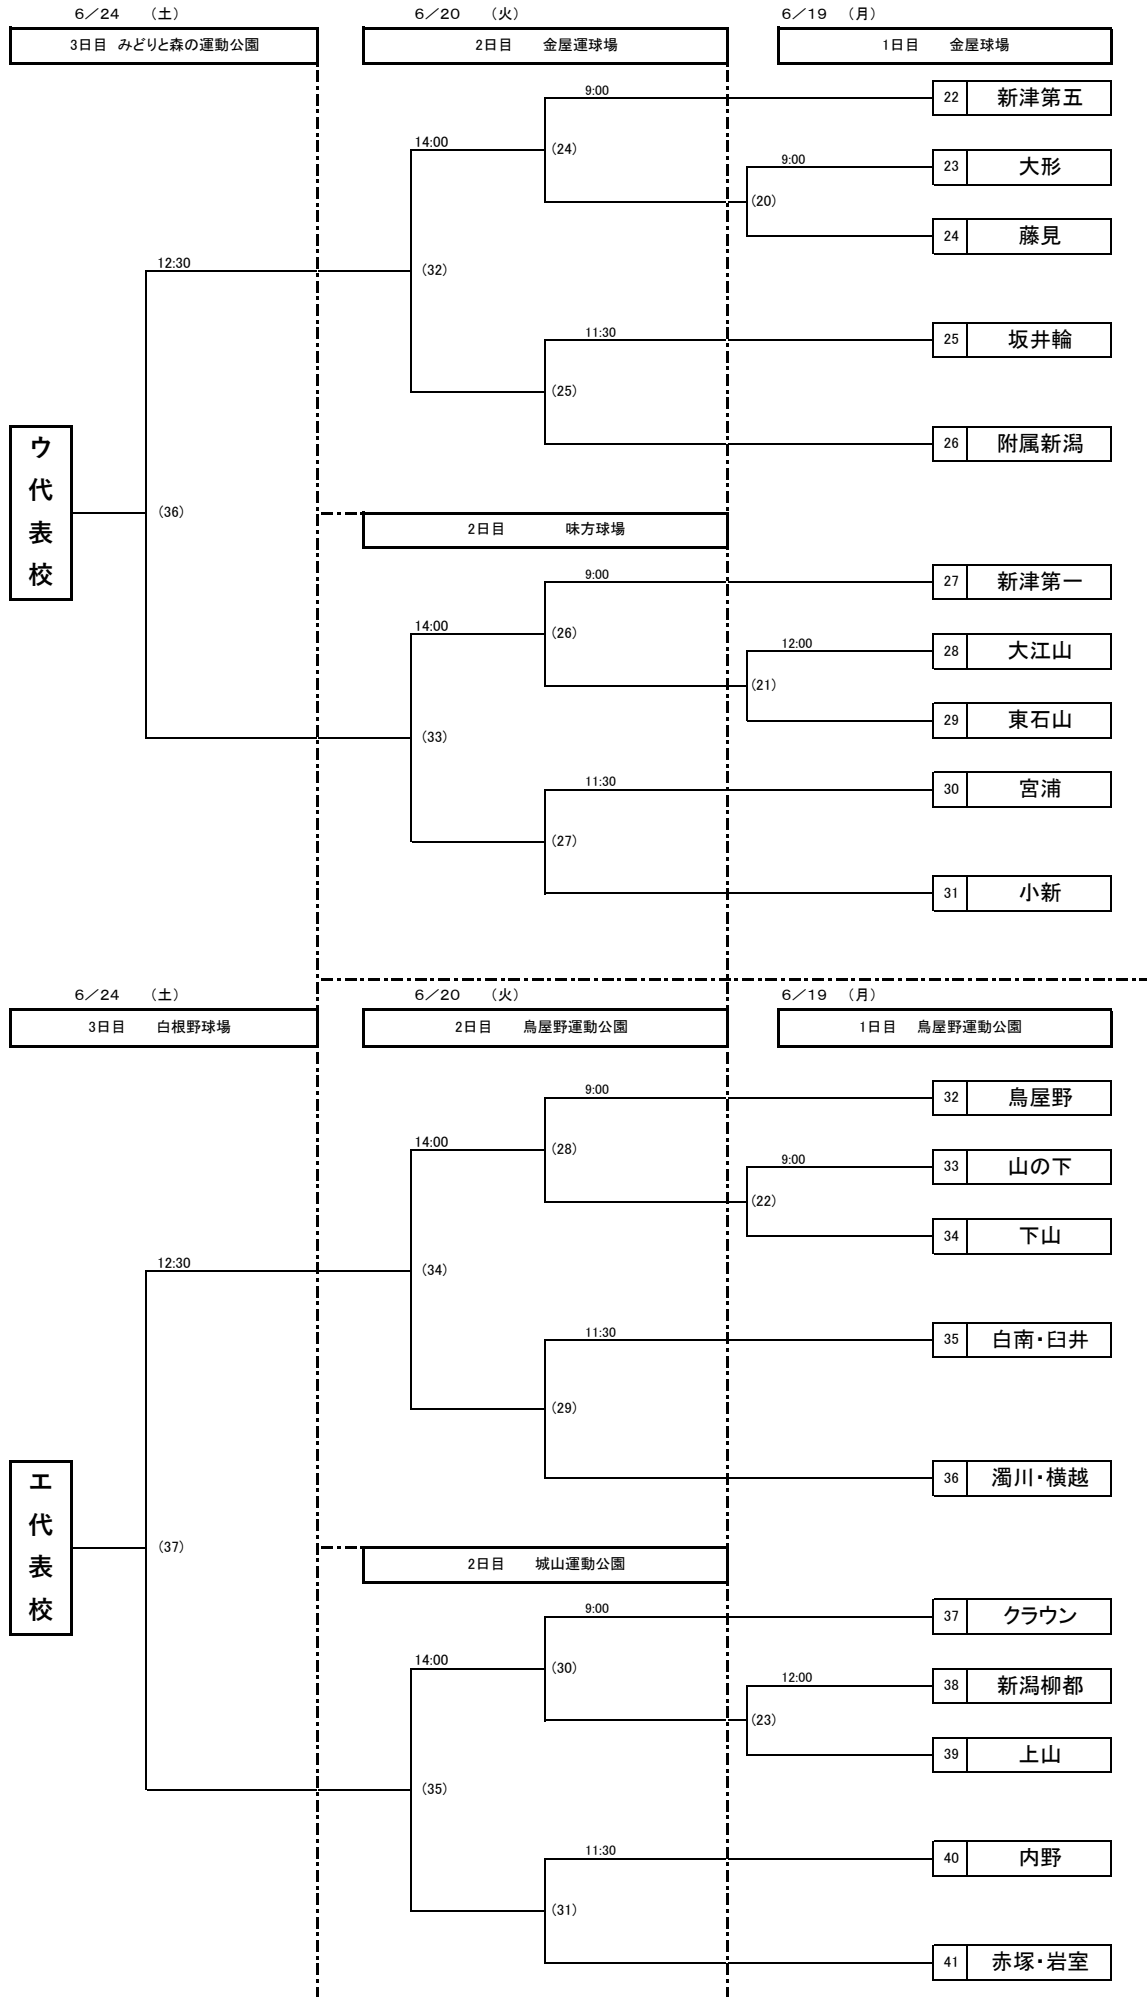 6／24　（土）　6／20　（火）　6／19　（月）
3日目　みどりと森の運動公園　2日目　金屋運球場　1日目　金屋球場
9:00　22　新津第五
14:00　(24)
9:00　23　大形
(20)
24　藤見
12:30　(32)
11:30　25　坂井輪
(25)
26　附属新潟
ウ代表校
(36)
2日目　味方球場
9:00　27　新津第一
14:00　(26)
12:00　28　大江山
(21)
29　東石山
(33)
11:30　30　宮浦
(27)
31　小新
6／24　（土）　6／20　（火）　6／19　（月）
3日目　白根野球場　2日目　鳥屋野運動公園　1日目　鳥屋野運動公園
9:00　32　鳥屋野
14:00　(28)
9:00　33　山の下
(22)
34　下山
12:30　(34)
11:30　35　白南・臼井
(29)
36　濁川・横越
エ代表校
(37)
2日目　城山運動公園
9:00　37　クラウン
14:00　(30)
12:00　38　新潟柳都
(23)
39　上山
(35)
11:30　40　内野
(31)
41　赤塚・岩室